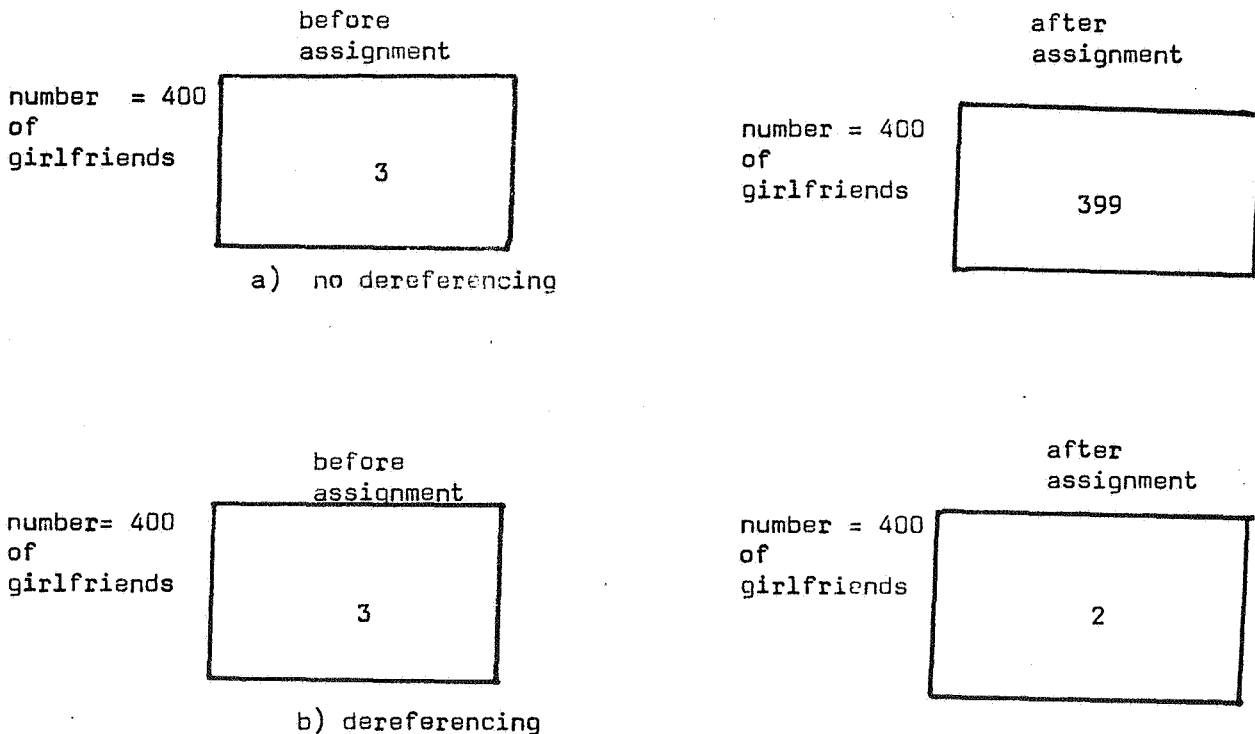 before
assignment
number = 400
of
girlfriends
3
a) no dereferencing
after
assignment
number = 400
of
girlfriends
399
before
assignment
number= 400
of
girlfriends
3
b) dereferencing
after
assignment
number = 400
of
girlfriends
2